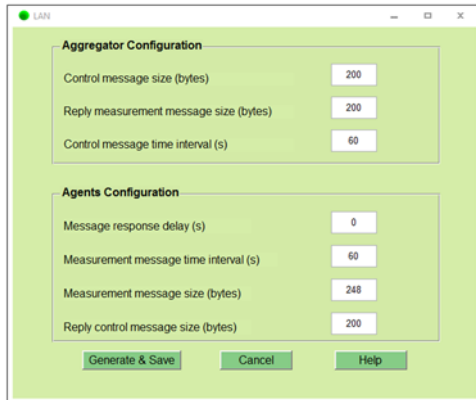 LAN
Aggregator Configuration
Control message size (bytes) 200
Reply measurement message size (bytes) 200
Control message time interval (s) 60
Agents Configuration
Message response delay (s) 0
Measurement message time interval (s) 60
Measurement message size (bytes) 248
Reply control message size (bytes) 200
Generate & Save Cancel Help